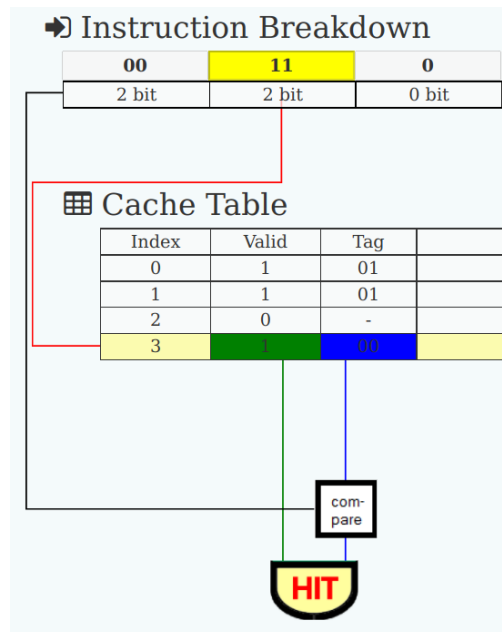 Instruction Breakdown
00 11 0
2 bit 2 bit 0 bit
Cache Table
Index Valid Tag
0 1 01
1 1 01
2 0 -
3 1 00
com-
pare
HIT